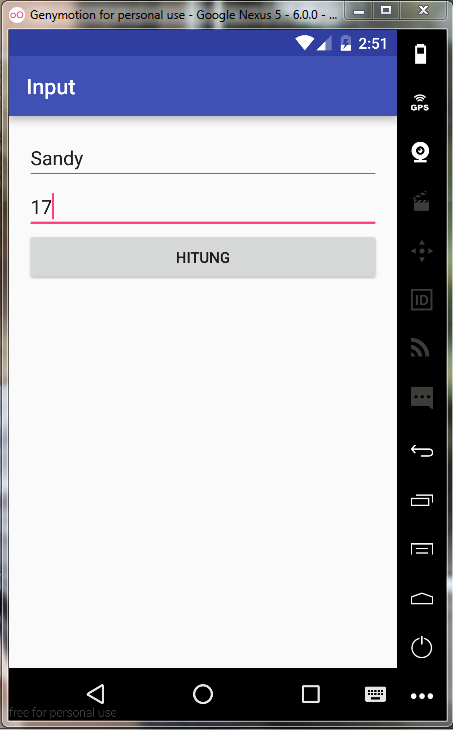 Genymotion for personal use - Google Nexus 5 - 6.0.0 - ...
2:51
GPS
Input
Sandy
17
HITUNG
ID
free for personal use